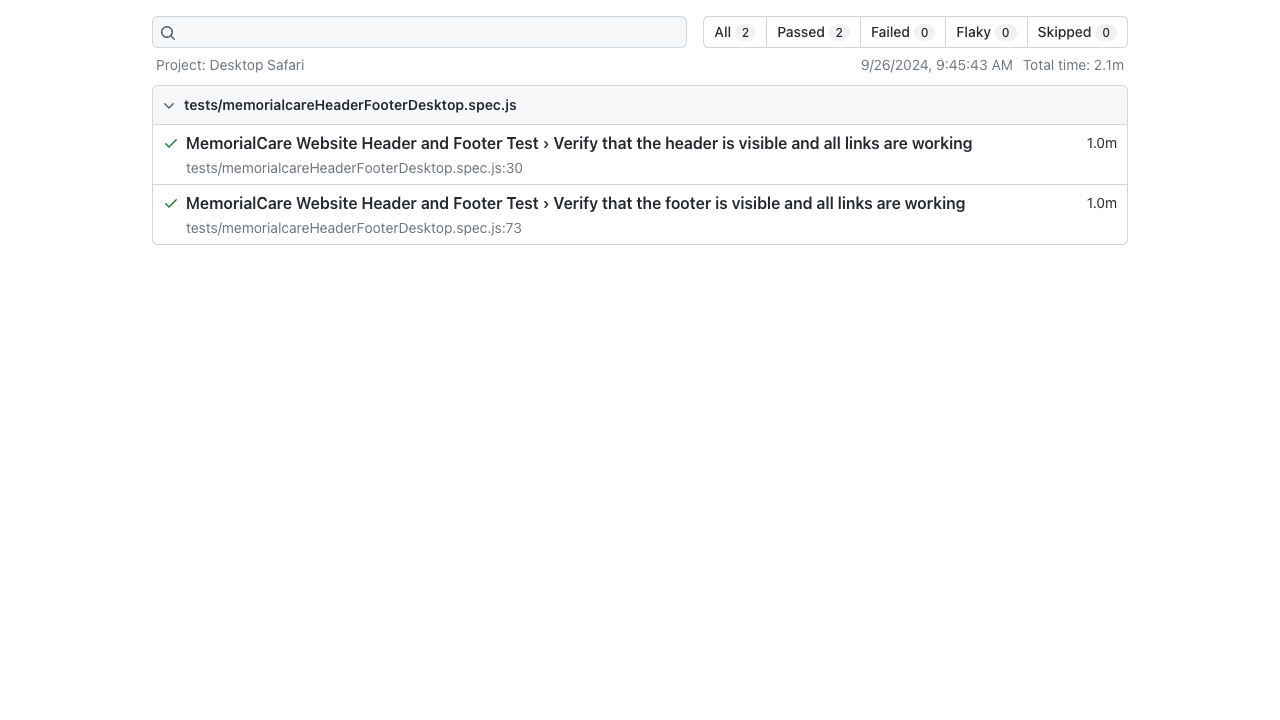 All 2 Passed 2 Failed 0 Flaky 0 Skipped 0
Project: Desktop Safari 9/26/2024, 9:45:43 AM Total time: 2.1m
tests/memorialcareHeaderFooterDesktop.spec.js
MemorialCare Website Header and Footer Test › Verify that the header is visible and all links are working 1.0m
tests/memorialcareHeaderFooterDesktop.spec.js:30
MemorialCare Website Header and Footer Test › Verify that the footer is visible and all links are working 1.0m
tests/memorialcareHeaderFooterDesktop.spec.js:73